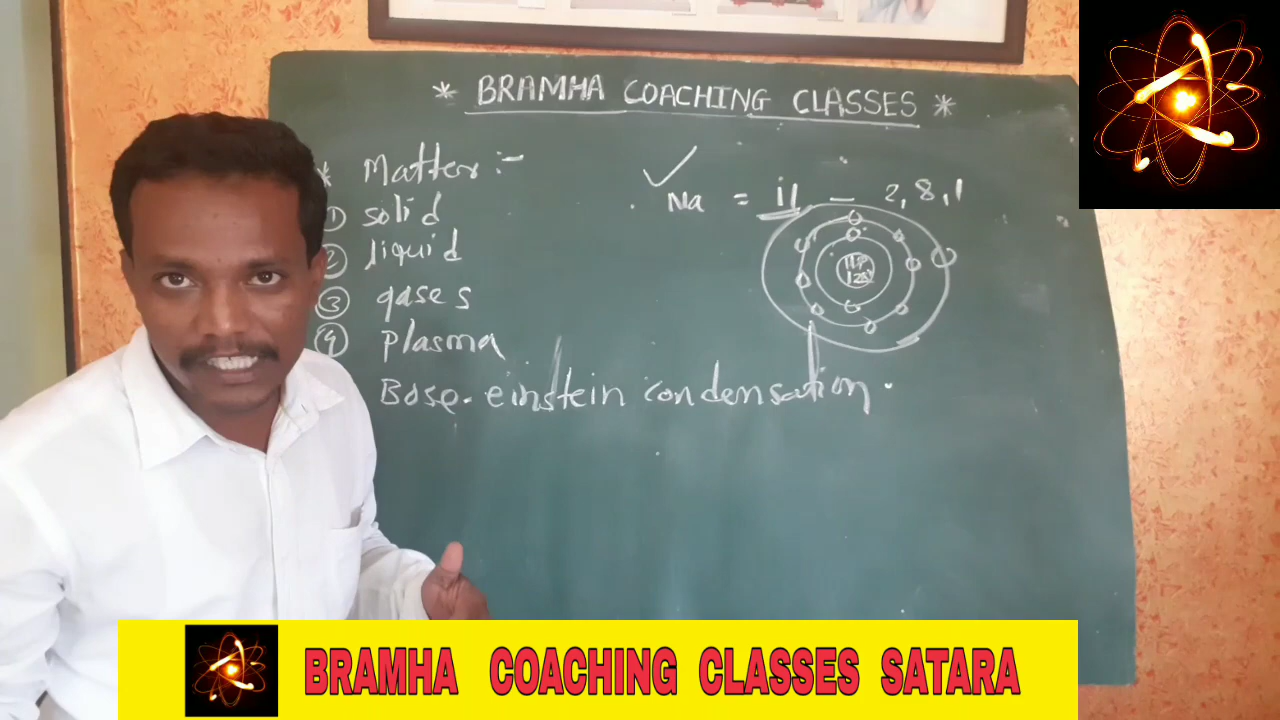 * BRAMHA COACHING CLASSES *
* Matter :-
① solid
② liquid
③ gases
④ plasma
Bose-einstein condensation.
✓
Na = 11 — 2, 8, 1
11P
BRAMHA COACHING CLASSES SATARA